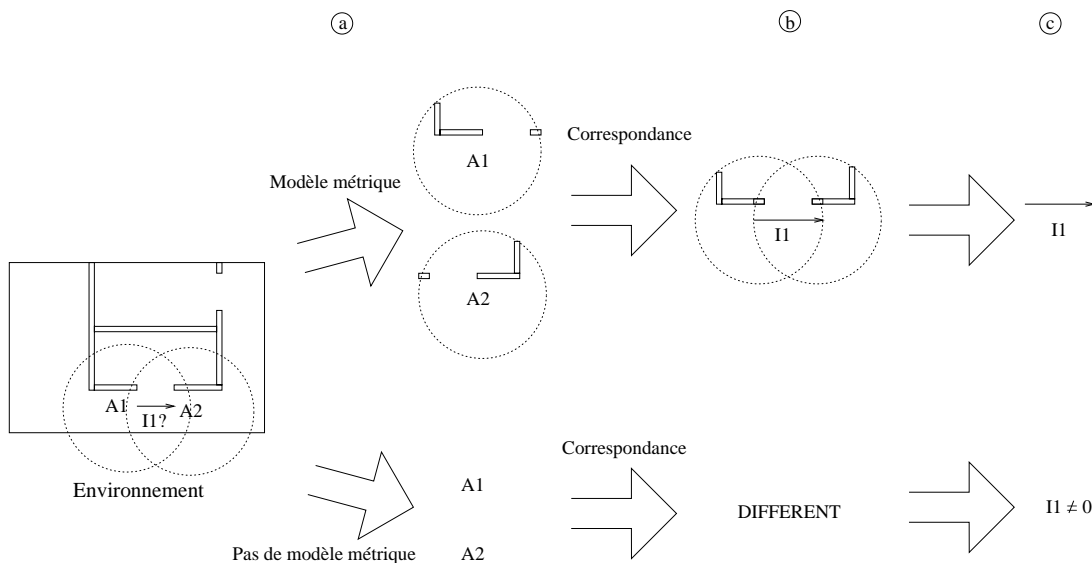 a
b
c
A1
Correspondance
Modèle métrique
I1
I1
A2
A1
A2
I1?
Environnement
Correspondance
A1
DIFFERENT
I1 ≠ 0
Pas de modèle métrique
A2